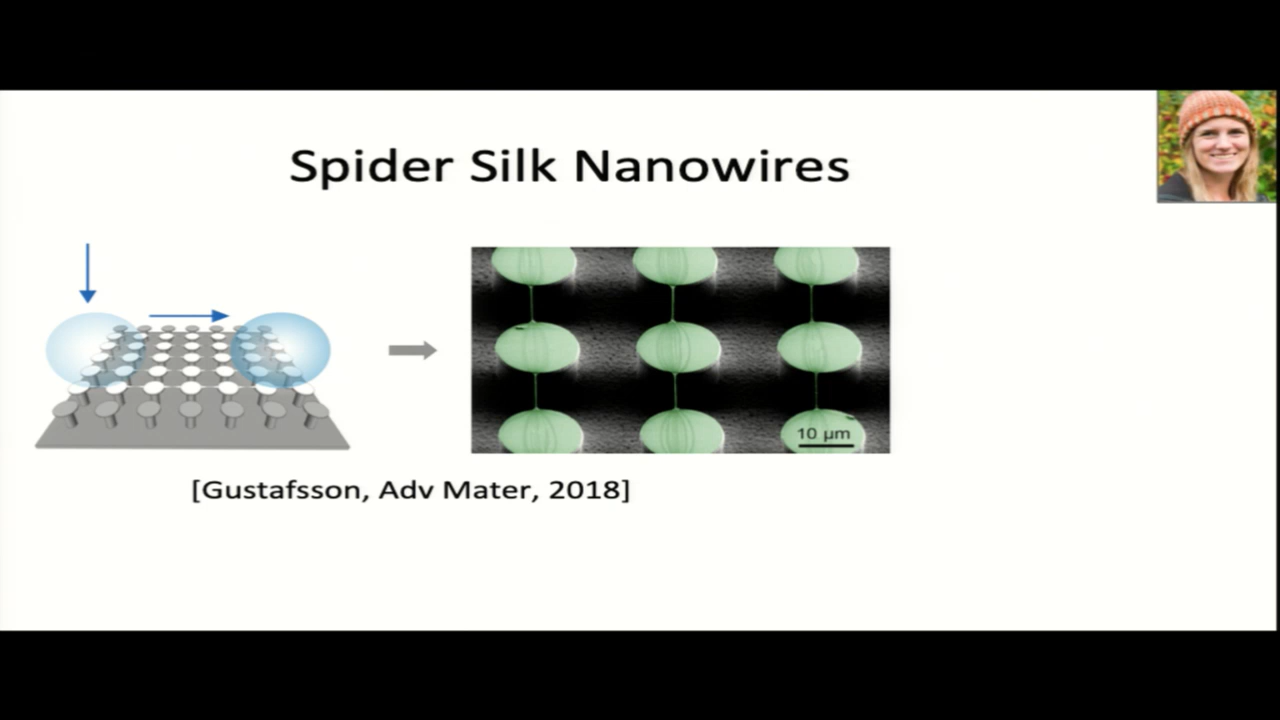 Spider Silk Nanowires
10 µm
[Gustafsson, Adv Mater, 2018]